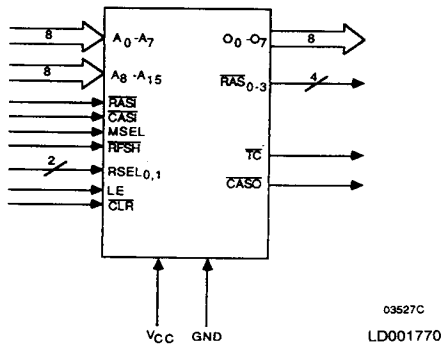 8
A0-A7
O0-O7
8
8
A8-A15
RAS0-3
4
RASI
CASI
MSEL
RFSH
2
RSEL0,1
TC
LE
CASO
CLR
VCC GND
03527C
LD001770